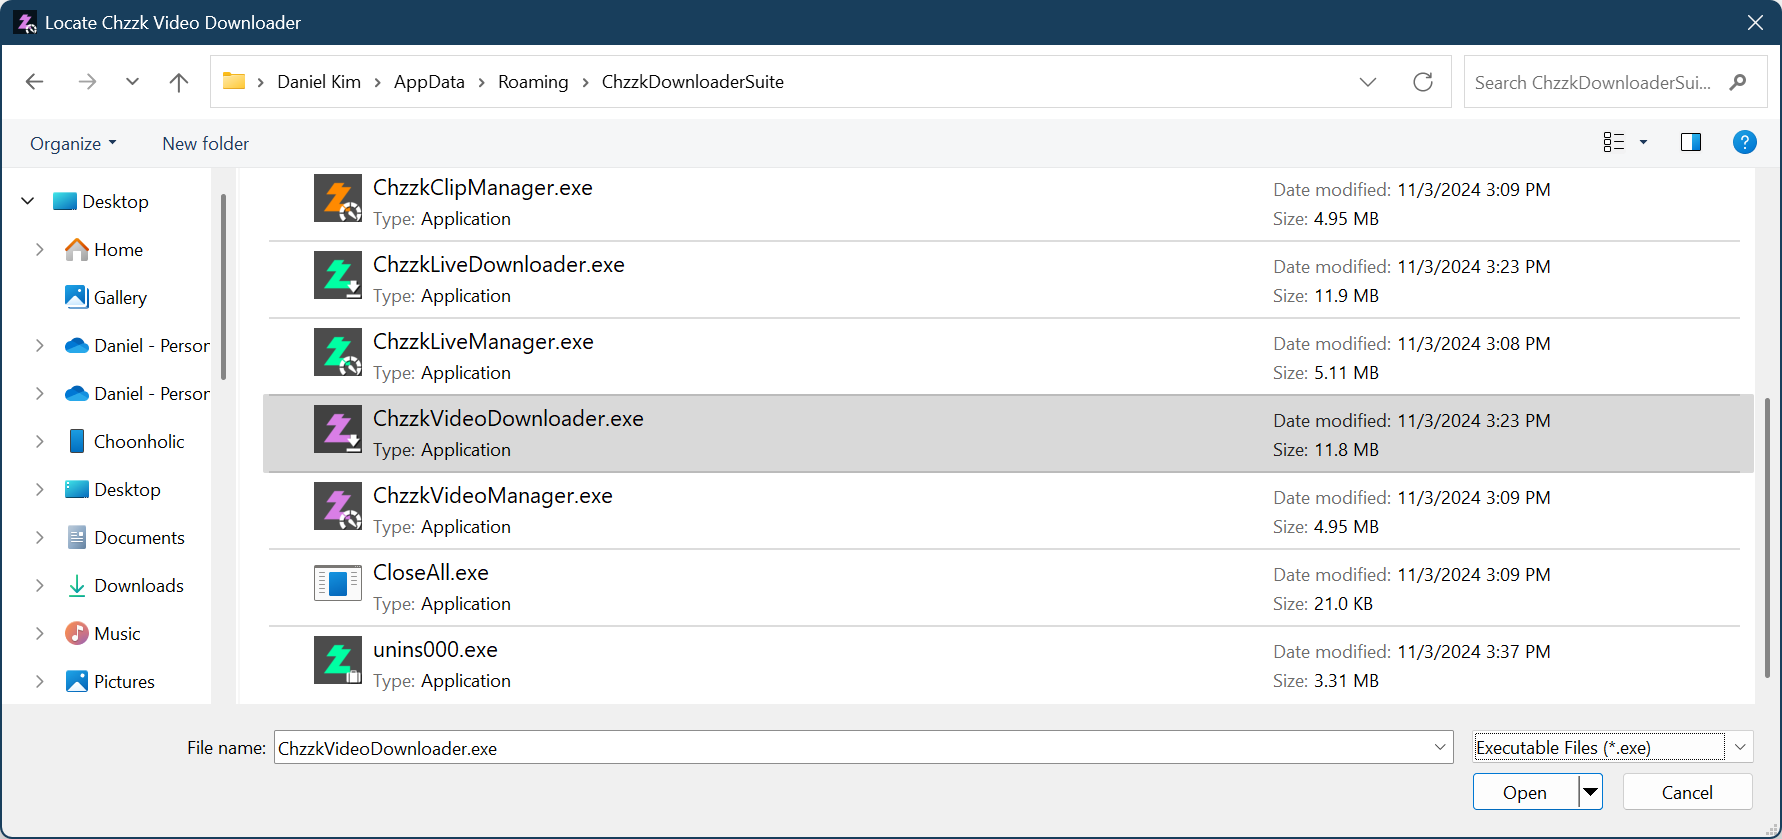 Locate Chzzk Video Downloader
Daniel Kim AppData Roaming ChzzkDownloaderSuite
Search ChzzkDownloaderSui...
Organize New folder
?
Desktop
Home
Gallery
Daniel - Person
Daniel - Person
Choonholic
Desktop
Documents
Downloads
Music
Pictures
ChzzkClipManager.exe Date modified: 11/3/2024 3:09 PM
Type: Application Size: 4.95 MB
ChzzkLiveDownloader.exe Date modified: 11/3/2024 3:23 PM
Type: Application Size: 11.9 MB
ChzzkLiveManager.exe Date modified: 11/3/2024 3:08 PM
Type: Application Size: 5.11 MB
ChzzkVideoDownloader.exe Date modified: 11/3/2024 3:23 PM
Type: Application Size: 11.8 MB
ChzzkVideoManager.exe Date modified: 11/3/2024 3:09 PM
Type: Application Size: 4.95 MB
CloseAll.exe Date modified: 11/3/2024 3:09 PM
Type: Application Size: 21.0 KB
unins000.exe Date modified: 11/3/2024 3:37 PM
Type: Application Size: 3.31 MB
File name: ChzzkVideoDownloader.exe Executable Files (*.exe)
Open Cancel